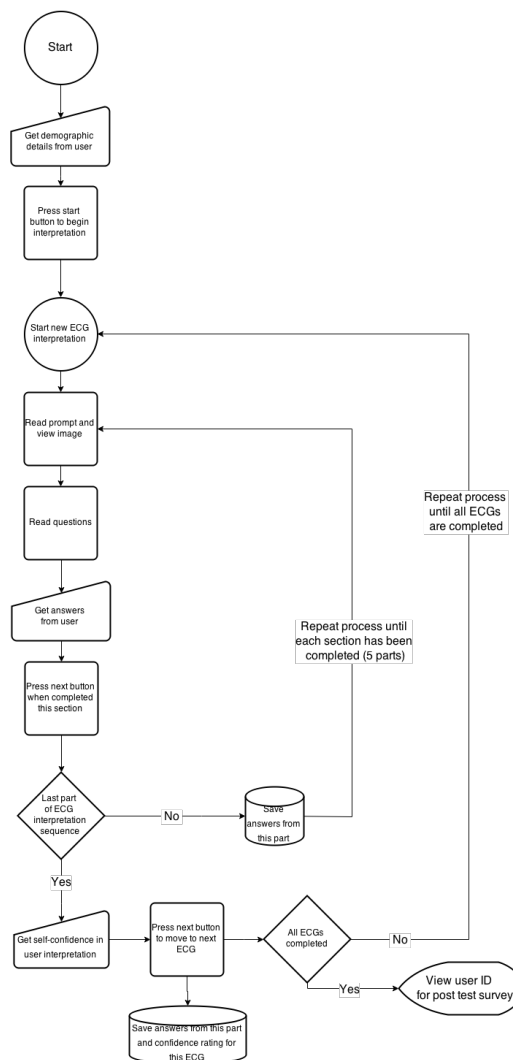 Start
Get demographic
details from user
Press start
button to begin
interpretation
Start new ECG
interpretation
Read prompt and
view image
Read questions
Get answers
from user
Press next button
when completed
this section
Repeat process until
each section has been
completed (5 parts)
Repeat process
until all ECGs
are completed
Last part
of ECG
interpretation
sequence
No
Save
answers from
this part
Yes
Get self-confidence in
user interpretation
Press next button
to move to next
ECG
All ECGs
completed
No
Yes
View user ID
for post test survey
Save answers from this part
and confidence rating for
this ECG